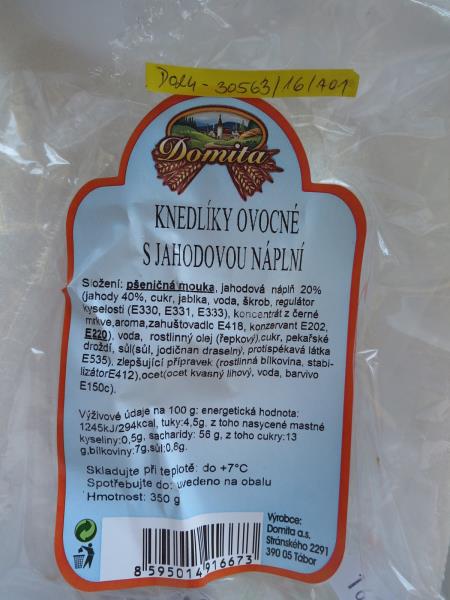 D024-30563/16/A01
Domita
KNEDLÍKY OVOCNÉ
S JAHODOVOU NÁPLNÍ
Složení: pšeničná mouka, jahodová náplň 20%
(jahody 40%, cukr, jablka, voda, škrob, regulátor
kyselosti (E330, E331, E333), koncentrát z černé
mrkve,aroma,zahušťovadlo E418, konzervant E202,
E220), voda, rostlinný olej (řepkový),cukr, pekařské
droždí, sůl(sůl, jodičnan draselný, protispékavá látka
E535), zlepšující přípravek (rostlinná bílkovina, stabi-
lizátorE412),ocet(ocet kvasný lihový, voda, barvivo
E150c).
Výživové údaje na 100 g: energetická hodnota:
1245kJ/294kcal, tuky:4,5g, z toho nasycené mastné
kyseliny:0,5g, sacharidy: 56 g, z toho cukry:13
g,bílkoviny:7g,sůl:0,8g.
Skladujte při teplotě: do +7°C
Spotřebujte do: uvedeno na obalu
Hmotnost: 350 g
Výrobce:
Domita a.s.
Stránského 2291
390 05 Tábor
8 595014 916673